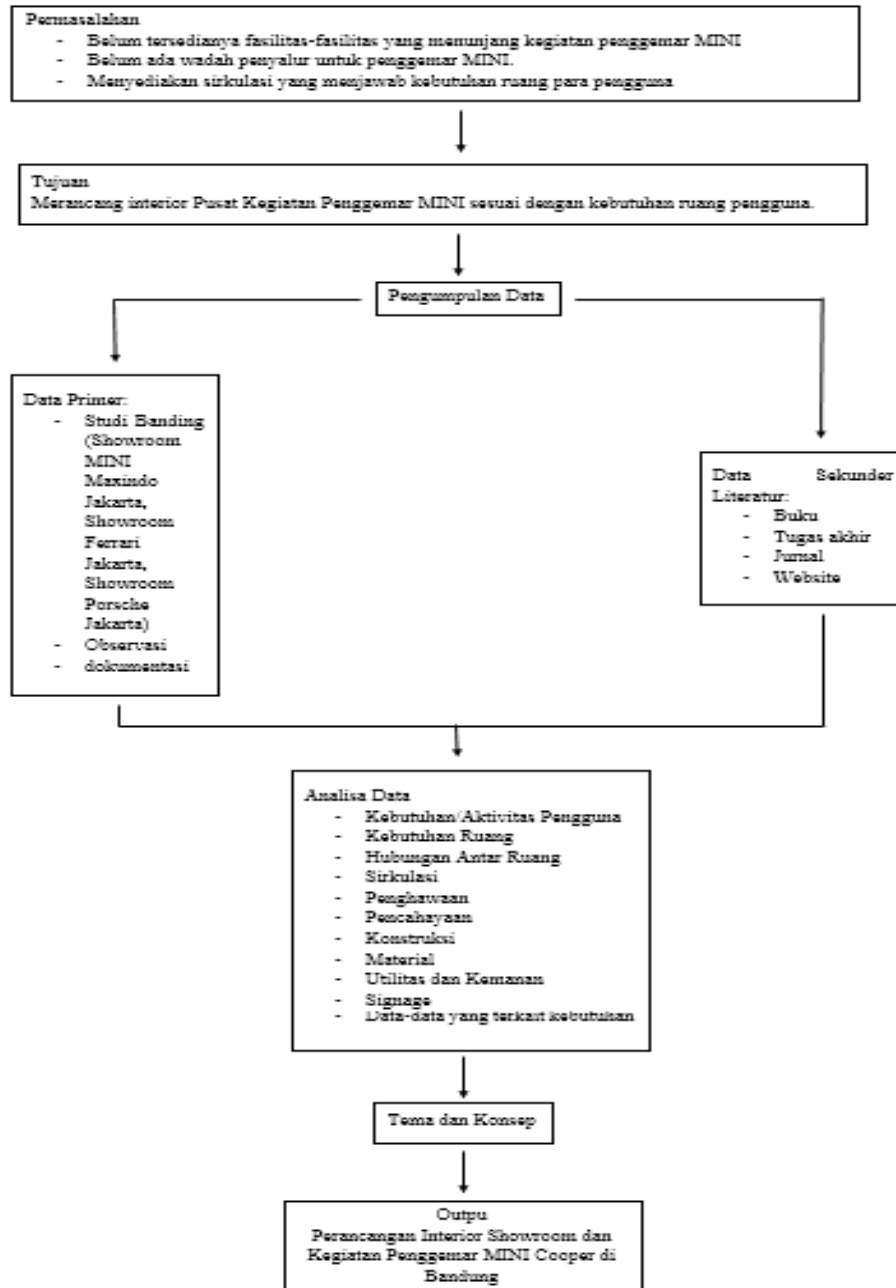 Permasalahan
- Belum tersedianya fasilitas-fasilitas yang menunjang kegiatan penggemar MINI
- Belum ada wadah penyalur untuk penggemar MINI.
- Menyediakan sirkulasi yang menjawab kebutuhan ruang para pengguna
Tujuan
Merancang interior Pusat Kegiatan Penggemar MINI sesuai dengan kebutuhan ruang pengguna.
Pengumpulan Data
Data Primer:
- Studi Banding
(Showroom
MINI
Maxindo
Jakarta,
Showroom
Ferrari
Jakarta,
Showroom
Porsche
Jakarta)
- Observasi
- dokumentasi
Data Sekunder
Literatur:
- Buku
- Tugas akhir
- Jurnal
- Website
Analisa Data
- Kebutuhan/Aktivitas Pengguna
- Kebutuhan Ruang
- Hubungan Antar Ruang
- Sirkulasi
- Penghawaan
- Pencahayaan
- Konstruksi
- Material
- Utilitas dan Kemanan
- Signage
- Data-data yang terkait kebutuhan
Tema dan Konsep
Outpu
Perancangan Interior Showroom dan
Kegiatan Penggemar MINI Cooper di
Bandung